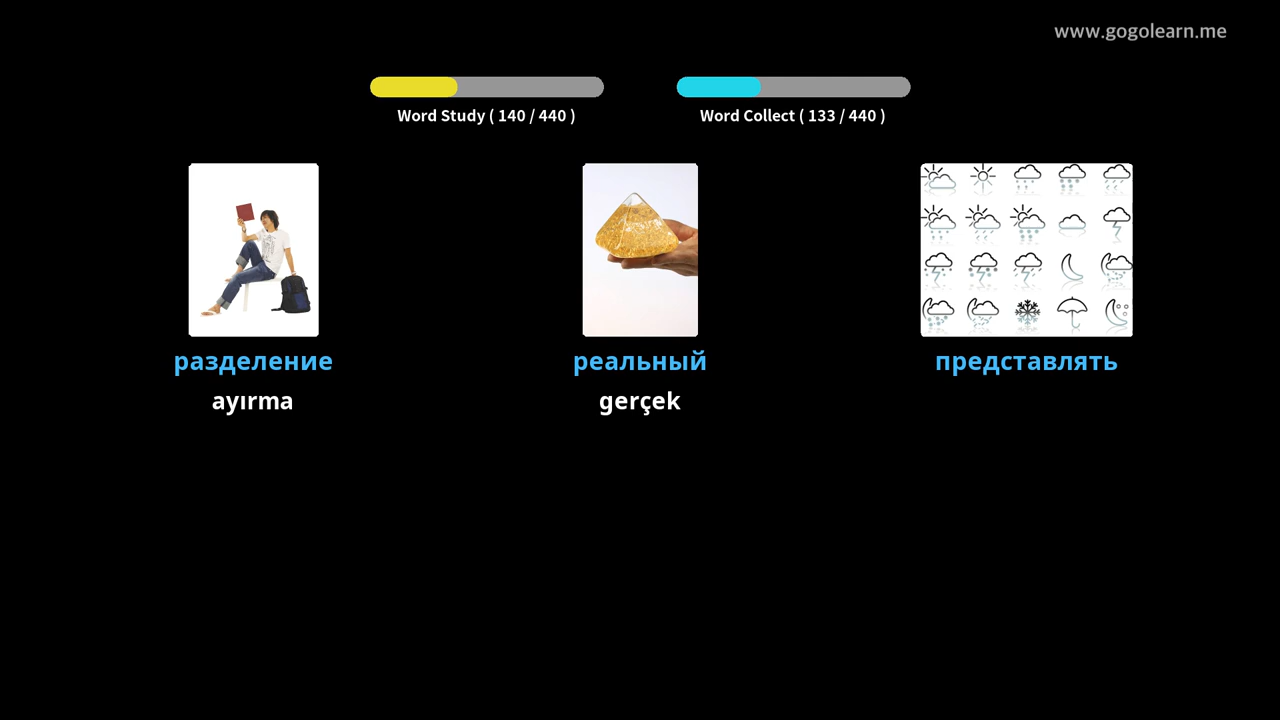 www.gogolearn.me
Word Study ( 140 / 440 )
Word Collect ( 133 / 440 )
разделение
реальный
представлять
ayırma
gerçek